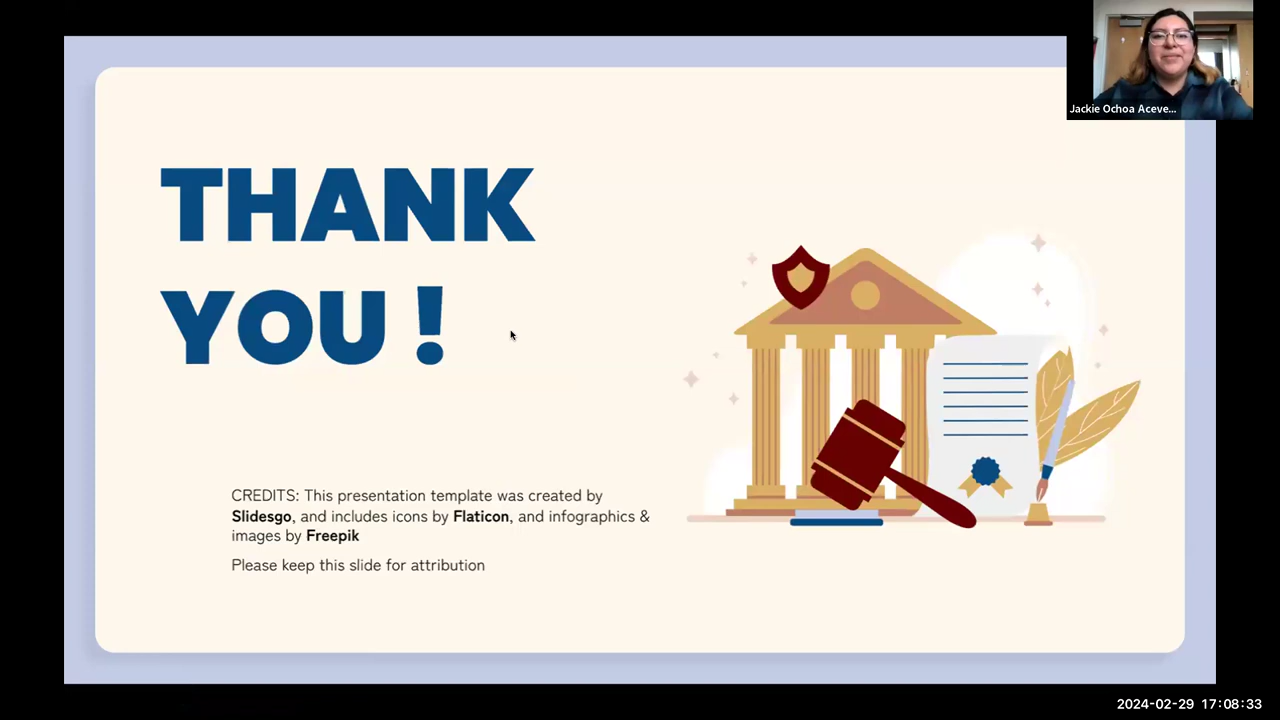 Jackie Ochoa Aceve...
THANK
YOU !
CREDITS: This presentation template was created by
Slidesgo, and includes icons by Flaticon, and infographics &
images by Freepik
Please keep this slide for attribution
2024-02-29 17:08:33